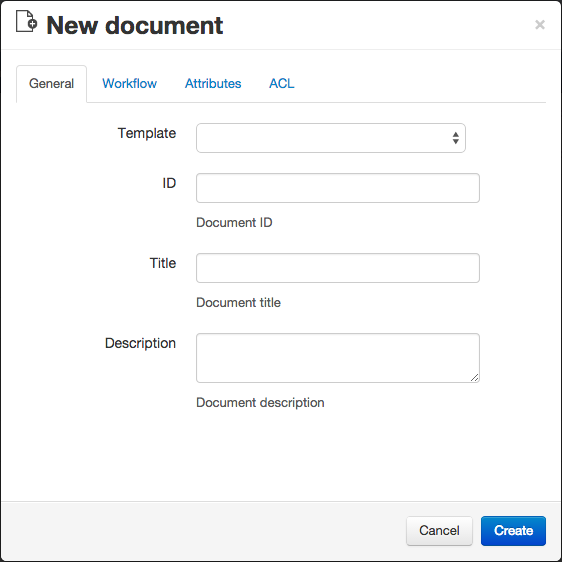 New document
×
General Workflow Attributes ACL
Template
ID
Document ID
Title
Document title
Description
Document description
Cancel Create